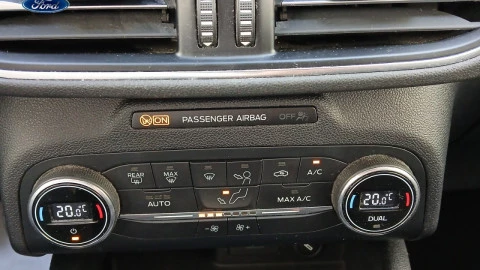 Ford
ON PASSENGER AIRBAG OFF
REAR MAX A/C
AUTO MAX A/C
20.0°C 20.0°C
DUAL